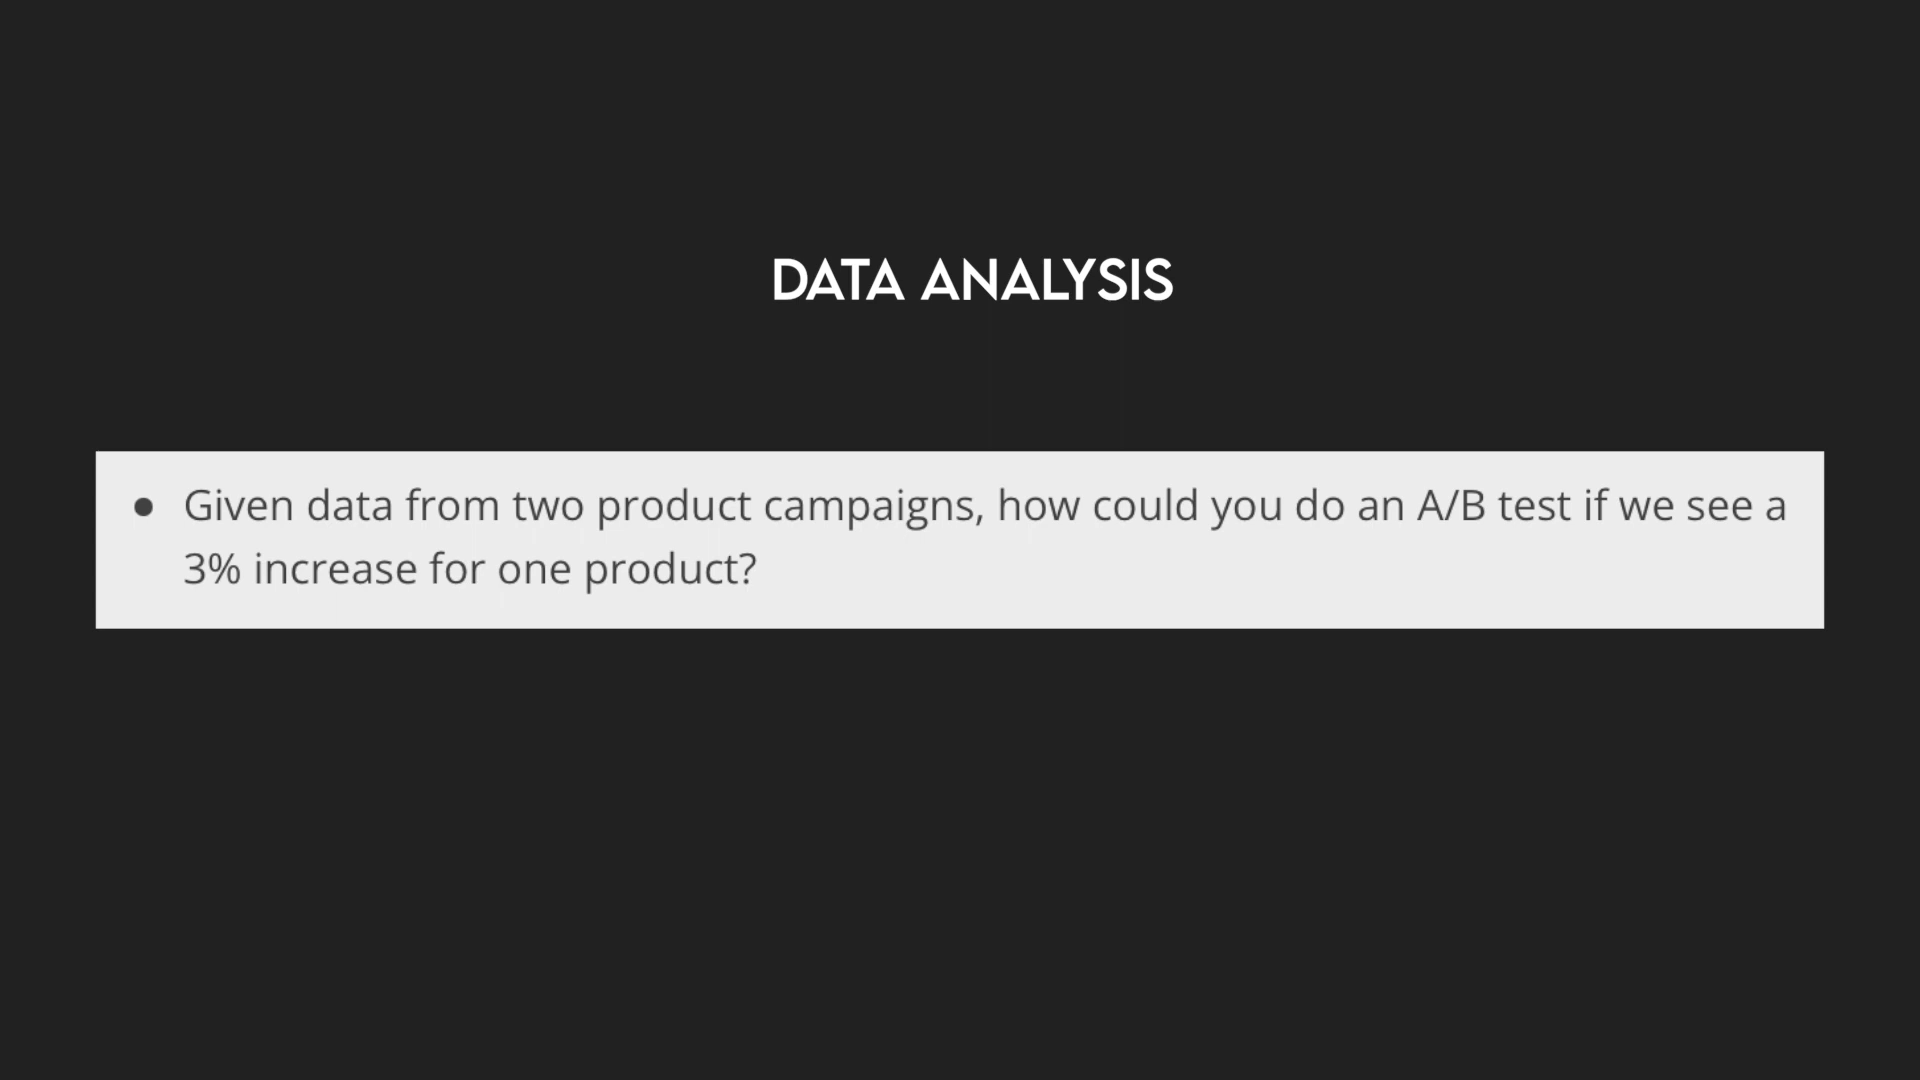 DATA ANALYSIS
• Given data from two product campaigns, how could you do an A/B test if we see a
3% increase for one product?